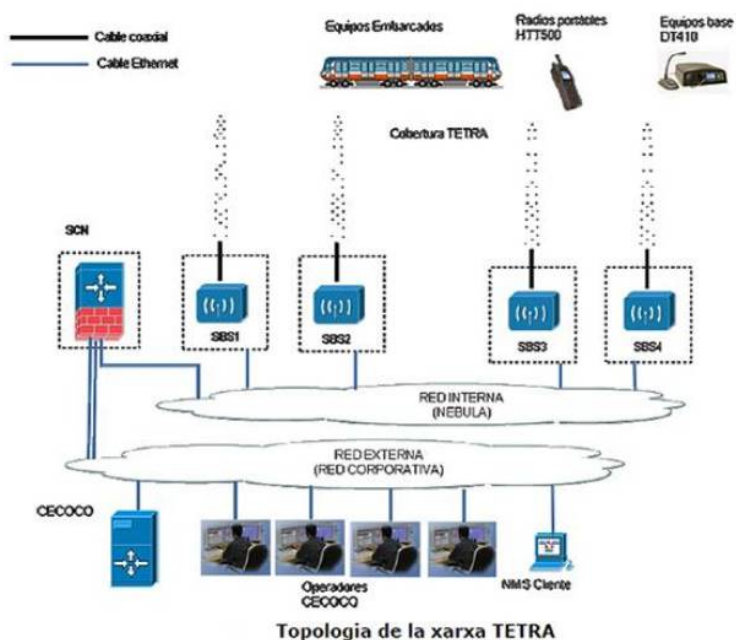 Cable coaxial
Cable Ethernet
Equipos Embarcados
Radios portátiles
HTT500
Equipos base
DT410
Cobertura TETRA
SCN
SBS1
SBS2
SBS3
SBS4
RED INTERNA
(NEBULA)
RED EXTERNA
(RED CORPORATIVA)
CECOCO
Operadores
CECOCO
NMS Cliente
Topologia de la xarxa TETRA